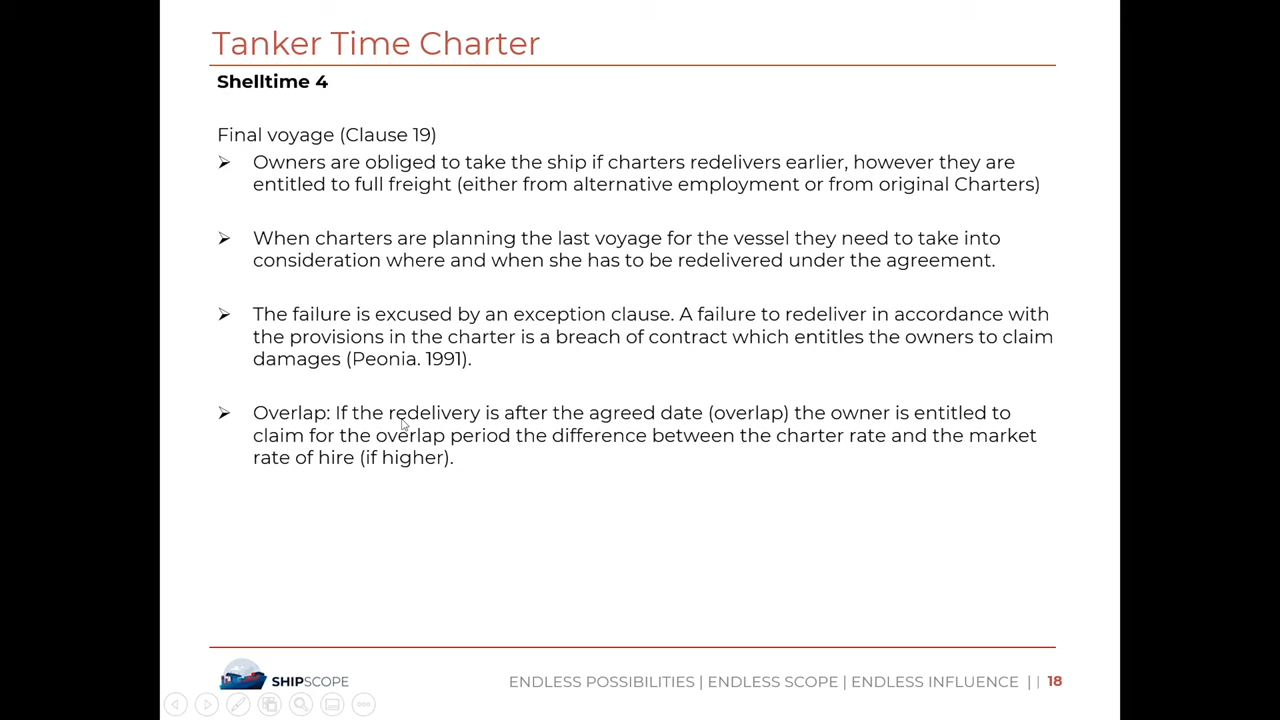 Tanker Time Charter
Shelltime 4
Final voyage (Clause 19)
Owners are obliged to take the ship if charters redelivers earlier, however they are
entitled to full freight (either from alternative employment or from original Charters)
When charters are planning the last voyage for the vessel they need to take into
consideration where and when she has to be redelivered under the agreement.
The failure is excused by an exception clause. A failure to redeliver in accordance with
the provisions in the charter is a breach of contract which entitles the owners to claim
damages (Peonia. 1991).
Overlap: If the redelivery is after the agreed date (overlap) the owner is entitled to
claim for the overlap period the difference between the charter rate and the market
rate of hire (if higher).
SHIPSCOPE
ENDLESS POSSIBILITIES | ENDLESS SCOPE | ENDLESS INFLUENCE | | 18